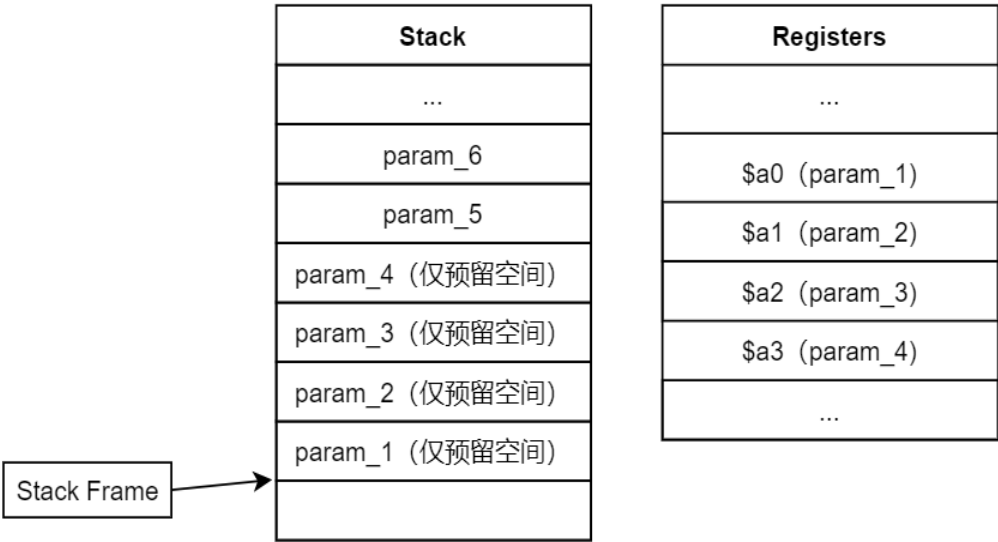 Stack
...
param_6
param_5
param_4（仅预留空间）
param_3（仅预留空间）
param_2（仅预留空间）
param_1（仅预留空间）
Stack Frame
Registers
...
$a0（param_1)
$a1（param_2)
$a2（param_3)
$a3（param_4)
...